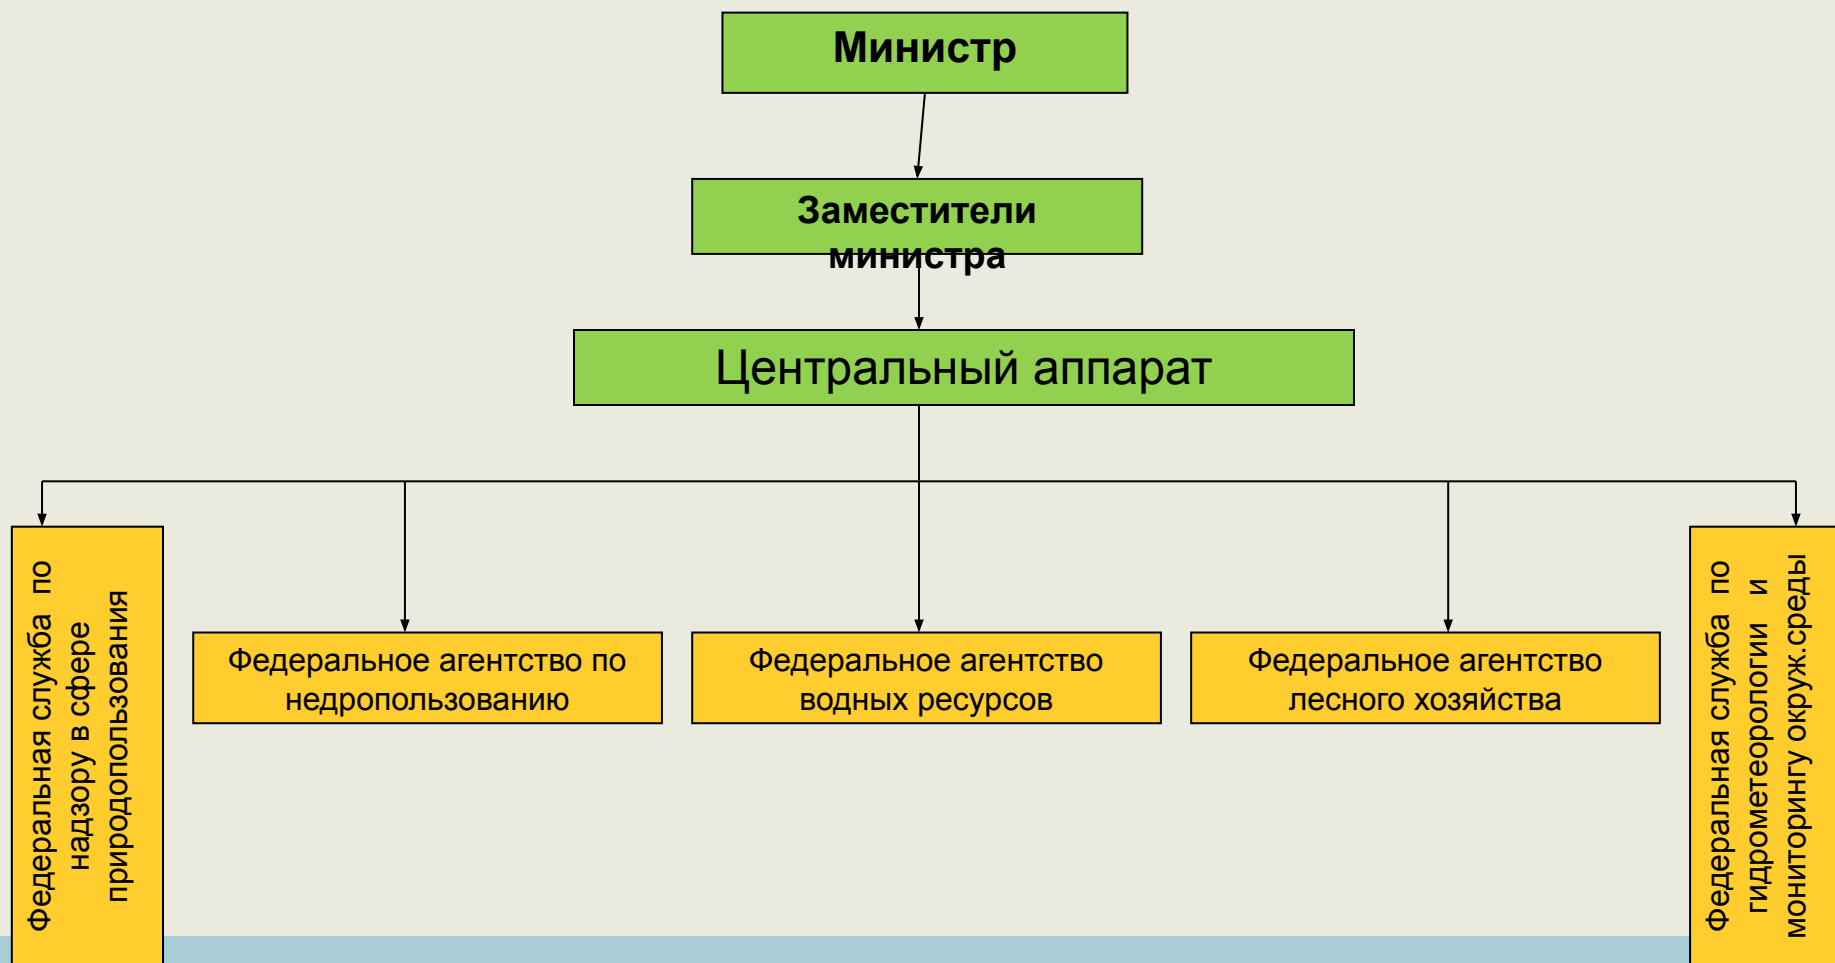 Министр
Заместители
министра
Центральный аппарат
Федеральная служба по
надзору в сфере
природопользования
Федеральное агентство по
недропользованию
Федеральное агентство
водных ресурсов
Федеральное агентство
лесного хозяйства
Федеральная служба по
гидрометеорологии и
мониторингу окруж.среды